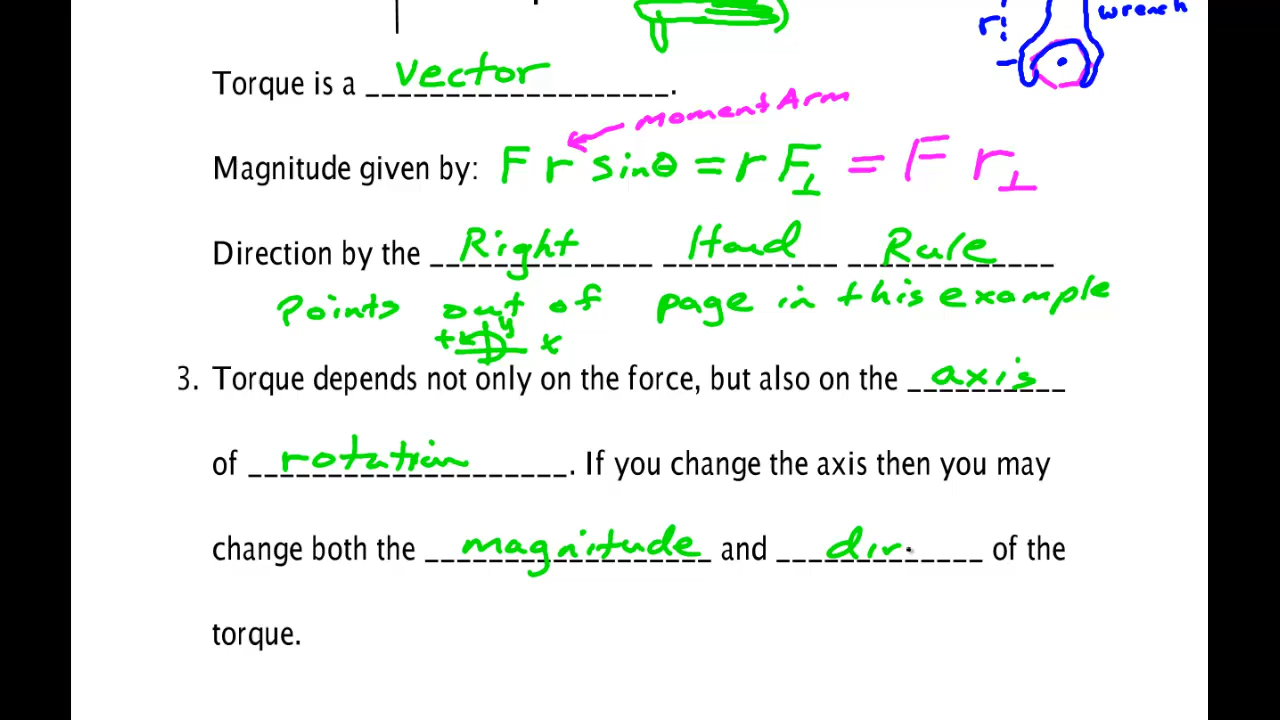 r wrench
Torque is a vector.
moment Arm
Magnitude given by: F r sinθ = r F⊥ = F r⊥
Direction by the Right Hand Rule
Points out of page in this example
+ y x
3. Torque depends not only on the force, but also on the axis
of rotation. If you change the axis then you may
change both the magnitude and dir of the
torque.